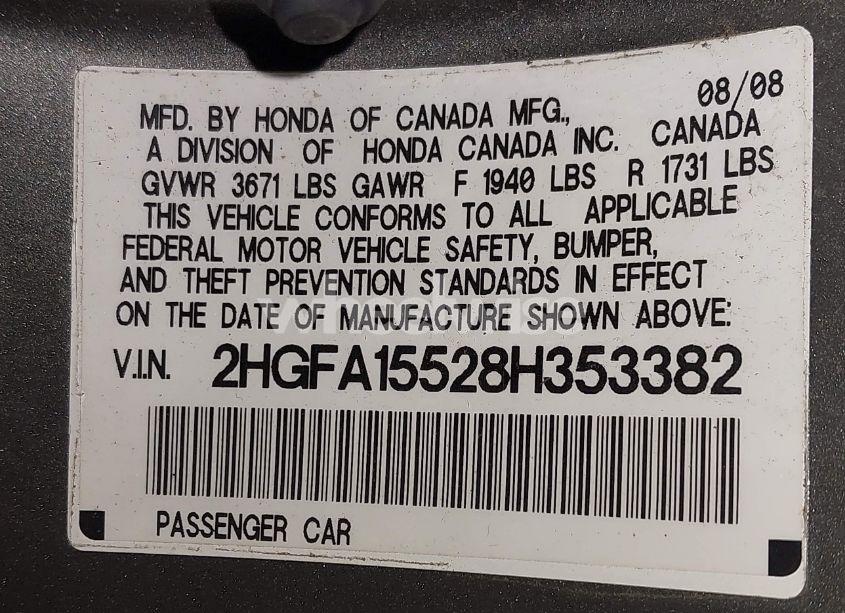 08/08
MFD. BY HONDA OF CANADA MFG.,
A DIVISION OF HONDA CANADA INC. CANADA
GVWR 3671 LBS GAWR F 1940 LBS R 1731 LBS
THIS VEHICLE CONFORMS TO ALL APPLICABLE
FEDERAL MOTOR VEHICLE SAFETY, BUMPER,
AND THEFT PREVENTION STANDARDS IN EFFECT
ON THE DATE OF MANUFACTURE SHOWN ABOVE:
V.I.N. 2HGFA15528H353382
PASSENGER CAR